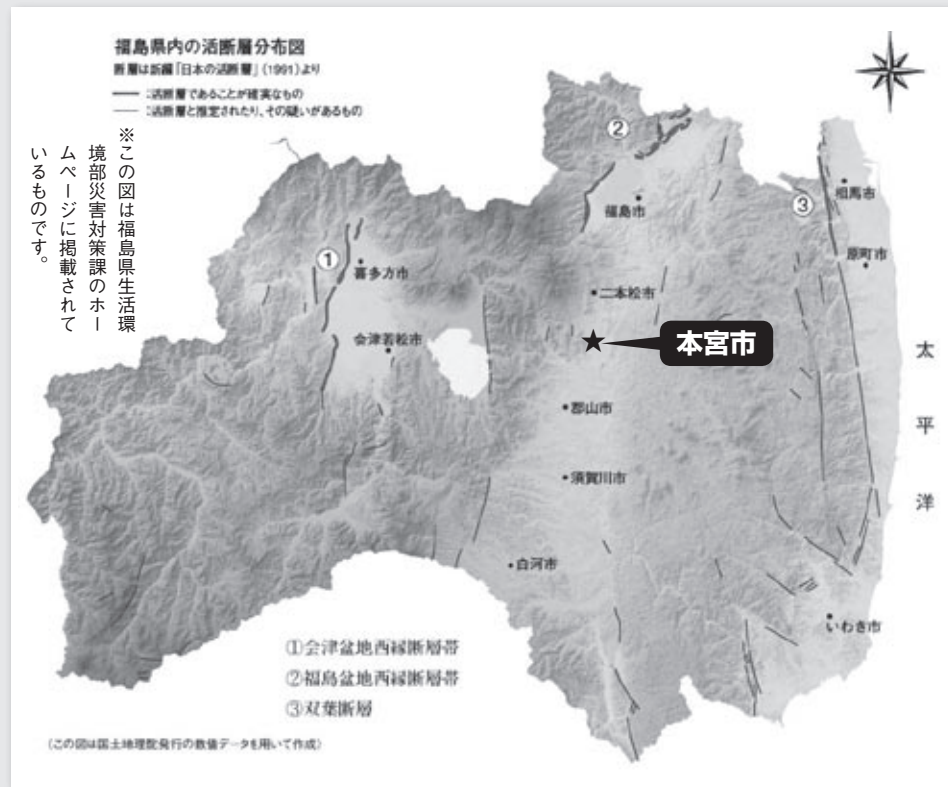 福島県内の活断層分布図
断層は新編「日本の活断層」(1991)より
:活断層であることが確実なもの
:活断層と推定されたり、その疑いがあるもの
※この図は福島県生活環
境部災害対策課のホー
ムページに掲載されて
いるものです。
②
福島市
③
相馬市
原町市
①
喜多方市
二本松市
会津若松市
本宮市
郡山市
須賀川市
白河市
いわき市
太平洋
①会津盆地西縁断層帯
②福島盆地西縁断層帯
③双葉断層
(この図は国土地理院発行の数値データを用いて作成)